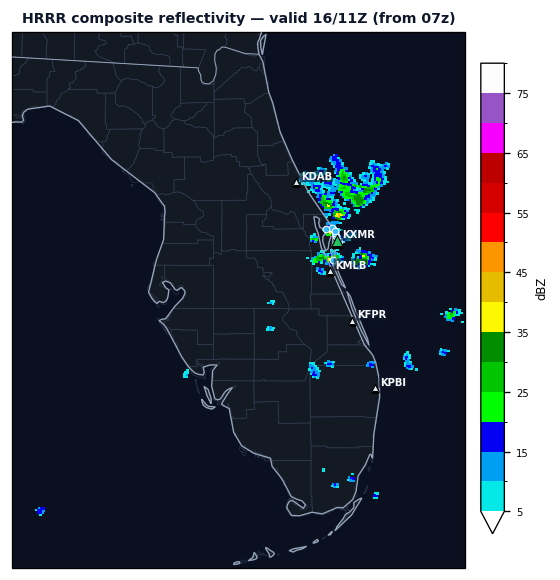 HRRR composite reflectivity — valid 16/11Z (from 07z)
KDAB
KXMR
KMLB
KFPR
KPBI
75
65
55
45
35
25
15
5
dBZ